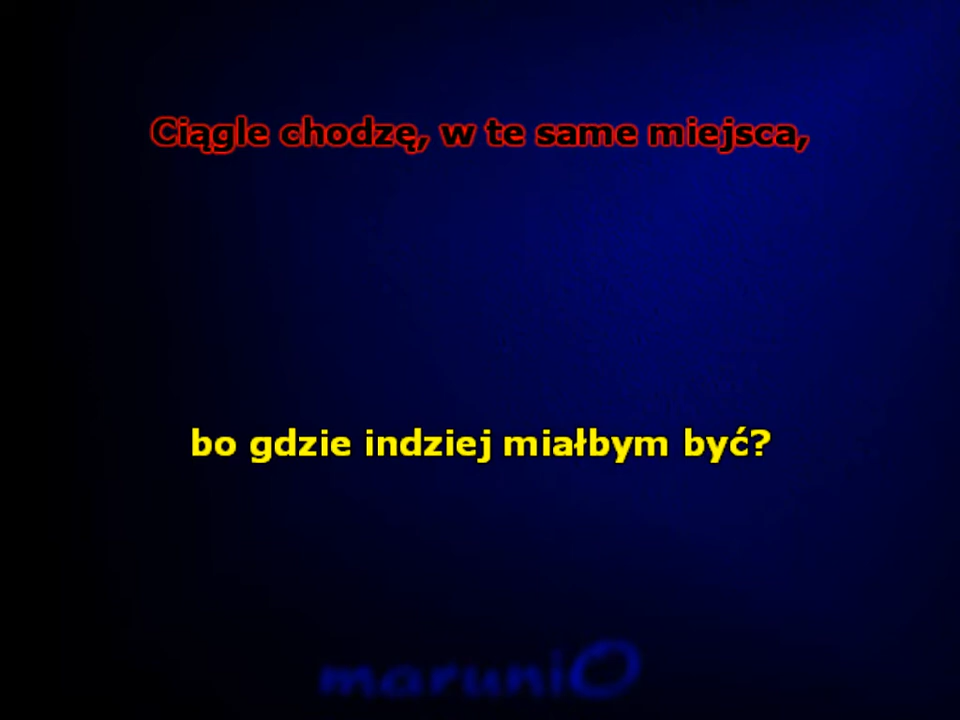 Ciągle chodzę, w te same miejsca,
bo gdzie indziej miałbym być?
maruniO